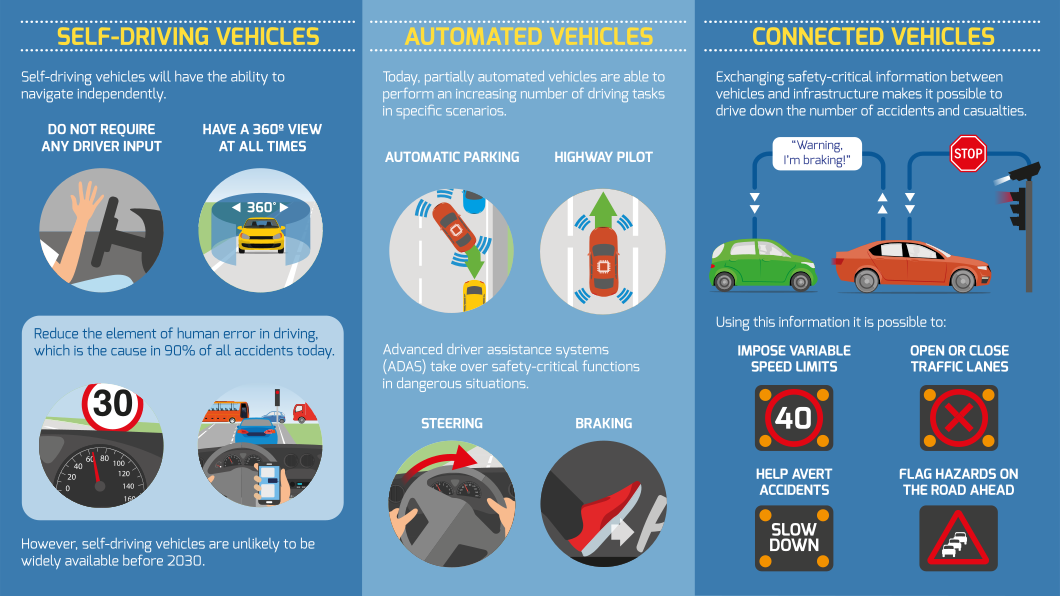 SELF-DRIVING VEHICLES
Self-driving vehicles will have the ability to
navigate independently.
DO NOT REQUIRE
ANY DRIVER INPUT
HAVE A 360º VIEW
AT ALL TIMES
360°
Reduce the element of human error in driving,
which is the cause in 90% of all accidents today.
30
0
20
40
60
80
100
120
140
160
However, self-driving vehicles are unlikely to be
widely available before 2030.
AUTOMATED VEHICLES
Today, partially automated vehicles are able to
perform an increasing number of driving tasks
in specific scenarios.
AUTOMATIC PARKING
HIGHWAY PILOT
Advanced driver assistance systems
(ADAS) take over safety-critical functions
in dangerous situations.
STEERING
BRAKING
CONNECTED VEHICLES
Exchanging safety-critical information between
vehicles and infrastructure makes it possible to
drive down the number of accidents and casualties.
“Warning,
I’m braking!”
STOP
Using this information it is possible to:
IMPOSE VARIABLE
SPEED LIMITS
40
OPEN OR CLOSE
TRAFFIC LANES
HELP AVERT
ACCIDENTS
SLOW
DOWN
FLAG HAZARDS ON
THE ROAD AHEAD